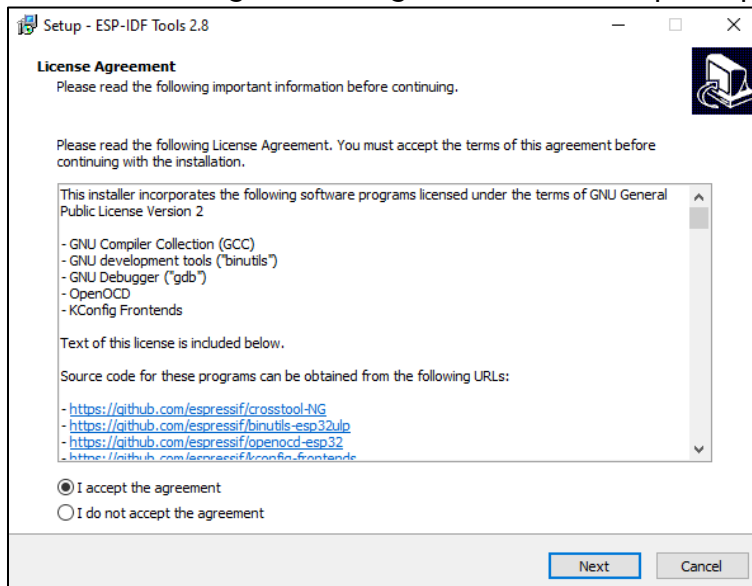 Setup - ESP-IDF Tools 2.8
License Agreement
Please read the following important information before continuing.
Please read the following License Agreement. You must accept the terms of this agreement before
continuing with the installation.
This installer incorporates the following software programs licensed under the terms of GNU General
Public License Version 2
- GNU Compiler Collection (GCC)
- GNU development tools ("binutils")
- GNU Debugger ("gdb")
- OpenOCD
- KConfig Frontends
Text of this license is included below.
Source code for these programs can be obtained from the following URLs:
- https://github.com/espressif/crosstool-NG
- https://github.com/espressif/binutils-esp32ulp
- https://github.com/espressif/openocd-esp32
- https://github.com/espressif/kconfig-frontends
I accept the agreement
I do not accept the agreement
Next
Cancel